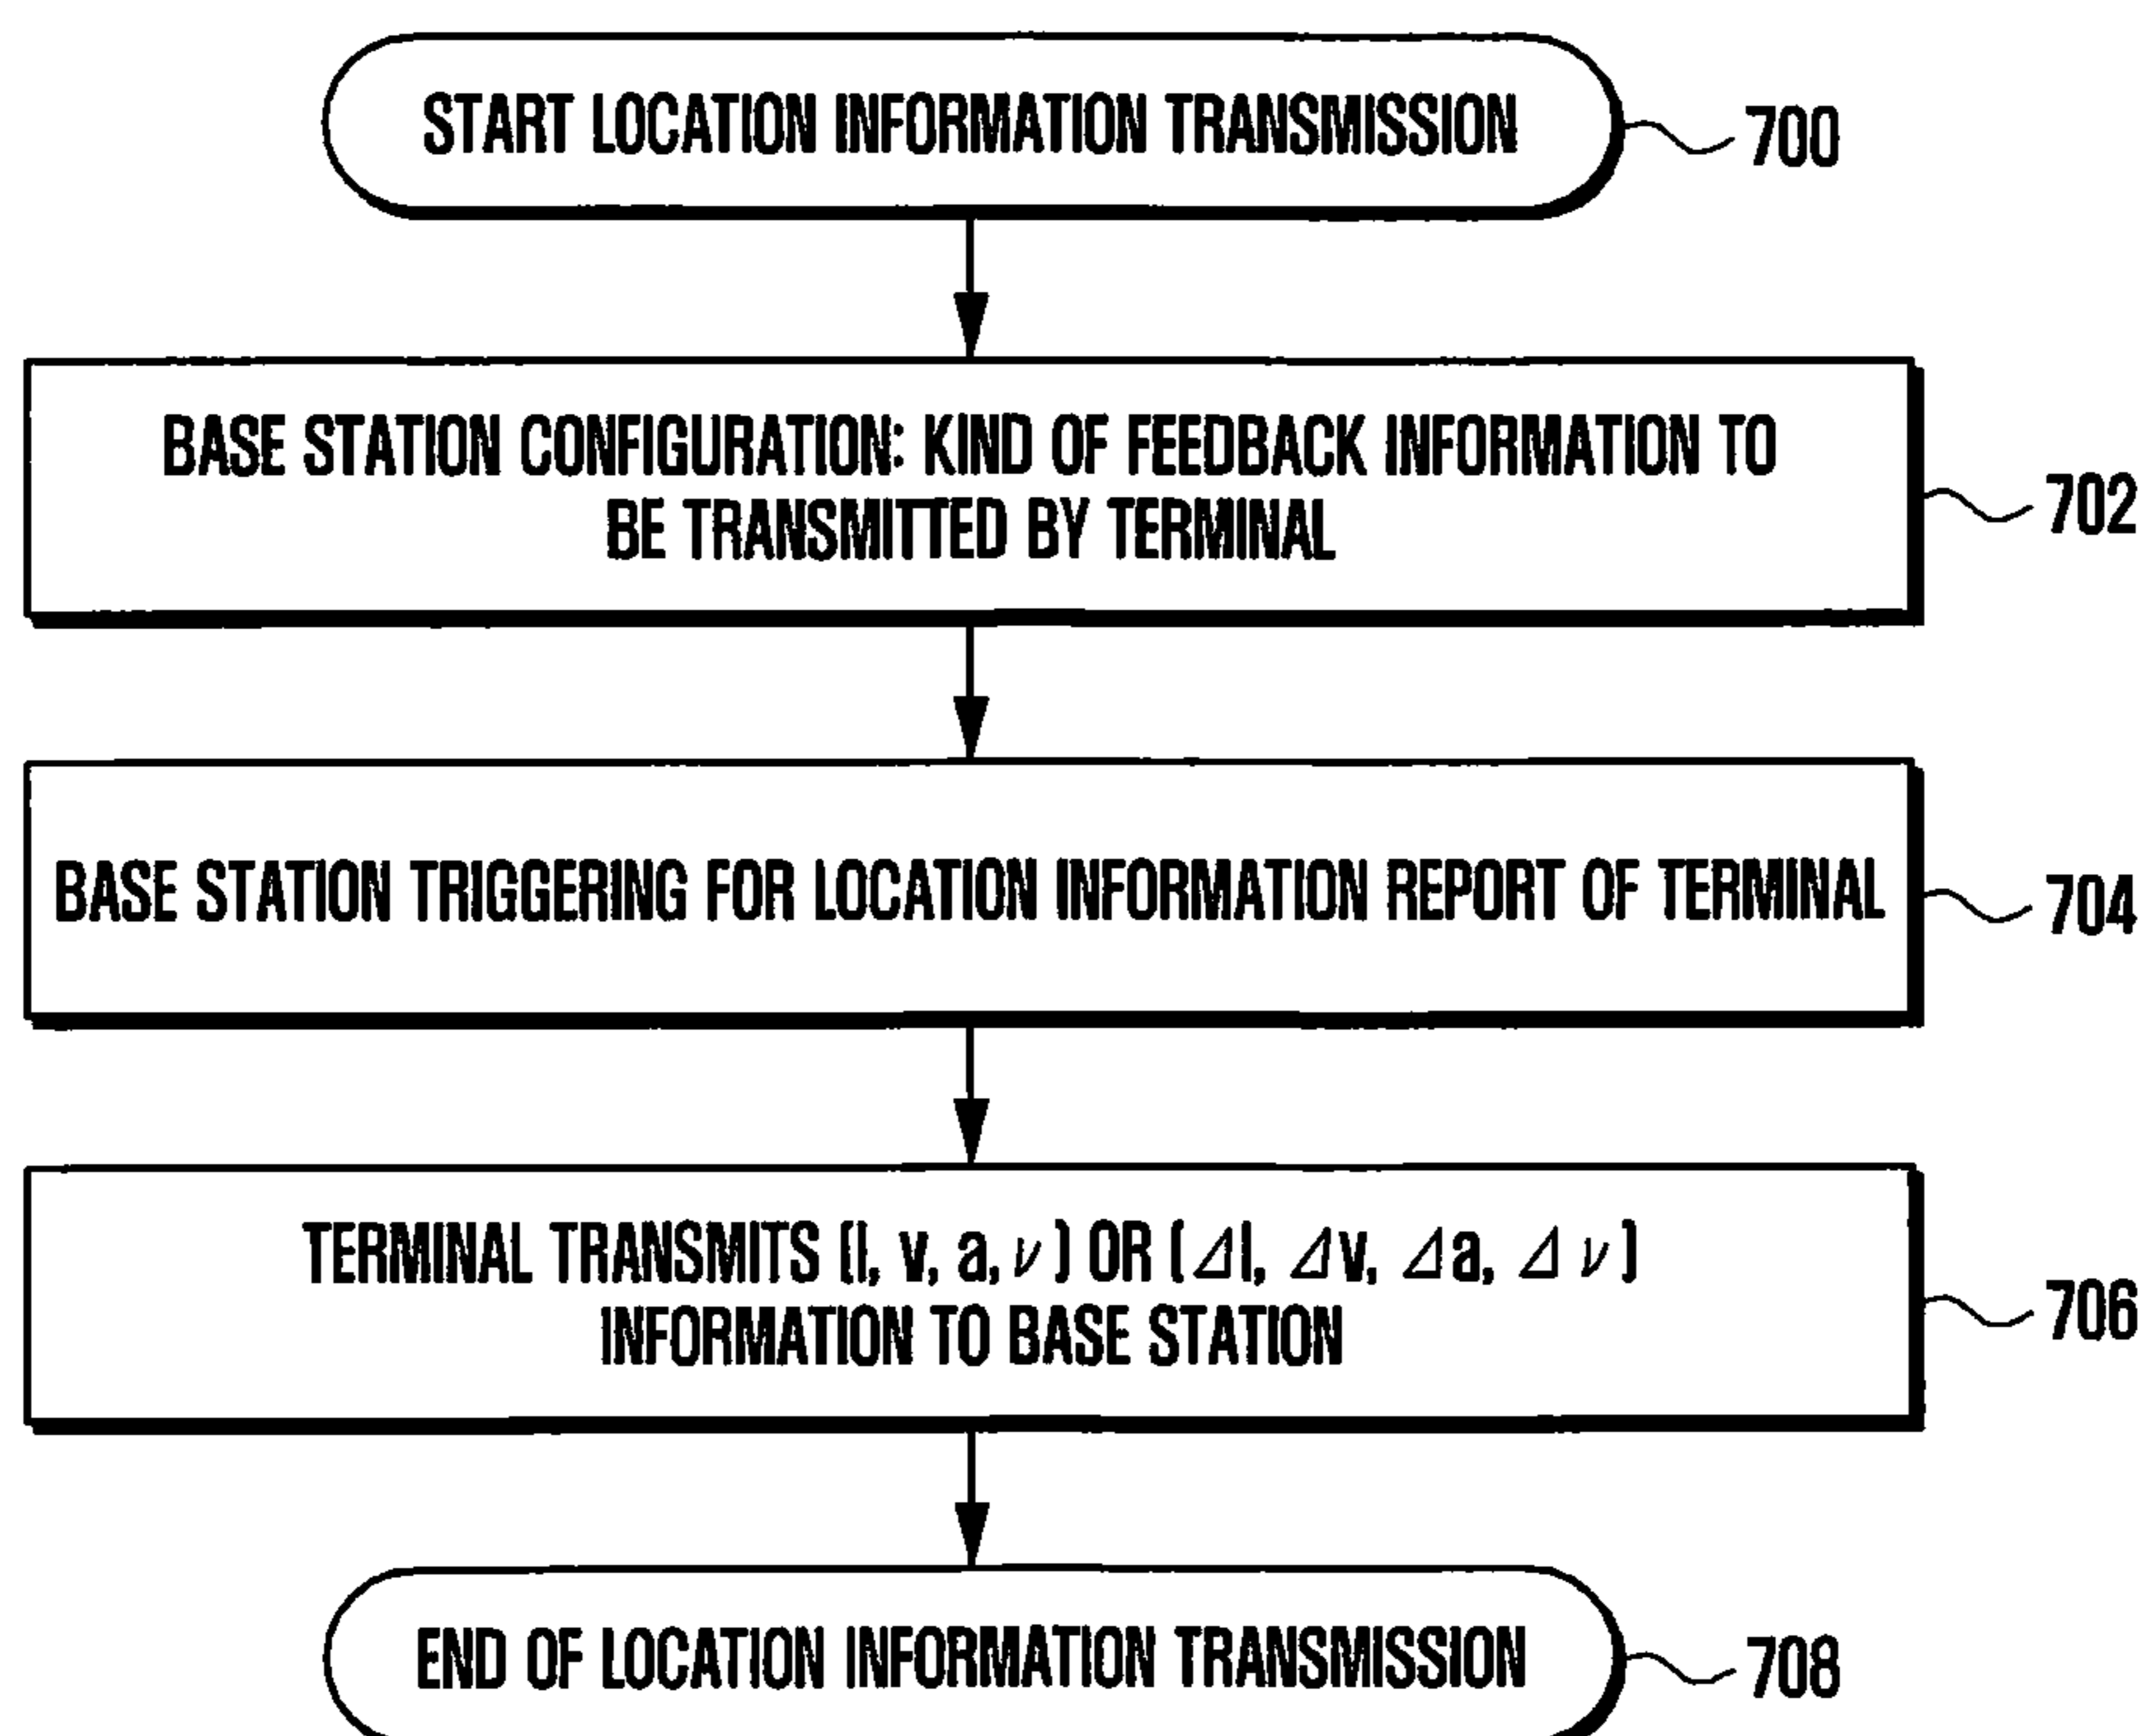 START LOCATION INFORMATION TRANSMISSION
700
BASE STATION CONFIGURATION: KIND OF FEEDBACK INFORMATION TO
BE TRANSMITTED BY TERMINAL
702
BASE STATION TRIGGERING FOR LOCATION INFORMATION REPORT OF TERMINAL
704
TERMINAL TRANSMITS (l, v, a, ν) OR (Δl, Δv, Δa, Δν)
INFORMATION TO BASE STATION
706
END OF LOCATION INFORMATION TRANSMISSION
708